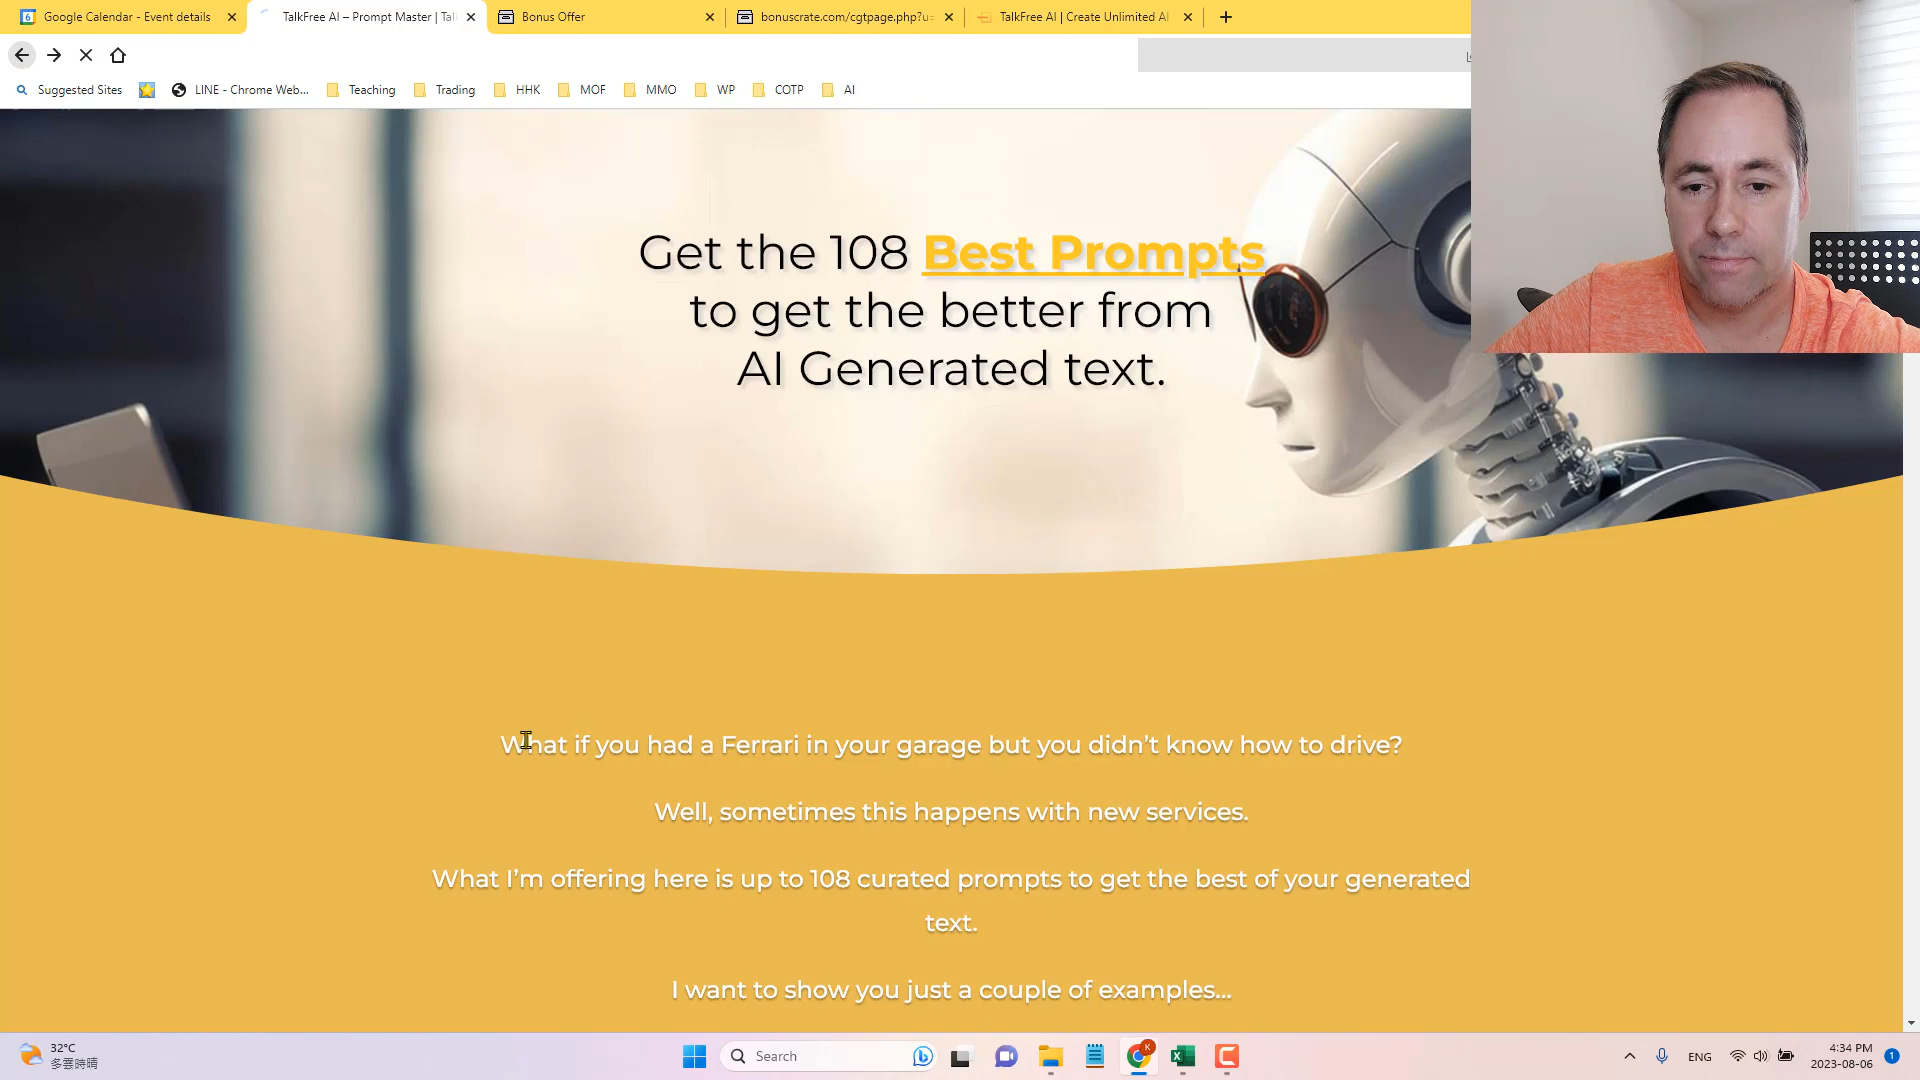 Google Calendar - Event details
TalkFree AI – Prompt Master | Tal
Bonus Offer
bonuscrate.com/cgtpage.php?u=
TalkFree AI | Create Unlimited AI
Suggested Sites
LINE - Chrome Web...
Teaching
Trading
HHK
MOF
MMO
WP
COTP
AI
Get the 108 Best Prompts
to get the better from
AI Generated text.
What if you had a Ferrari in your garage but you didn't know how to drive?
Well, sometimes this happens with new services.
What I'm offering here is up to 108 curated prompts to get the best of your generated
text.
I want to show you just a couple of examples...
32°C
多雲時晴
Search
K
ENG
4:34 PM
2023-08-06
1